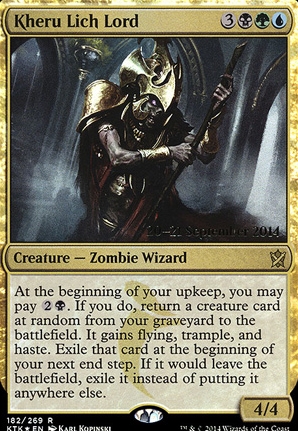 Kheru Lich Lord 3
20–21 September 2014
Creature — Zombie Wizard
At the beginning of your upkeep, you may
pay 2. If you do, return a creature card
at random from your graveyard to the
battlefield. It gains flying, trample, and
haste. Exile that card at the beginning of
your next end step. If it would leave the
battlefield, exile it instead of putting it
anywhere else.
4/4
182/269 R
KTK ★ EN Karl Kopinski
™ & © 2014 Wizards of the Coast